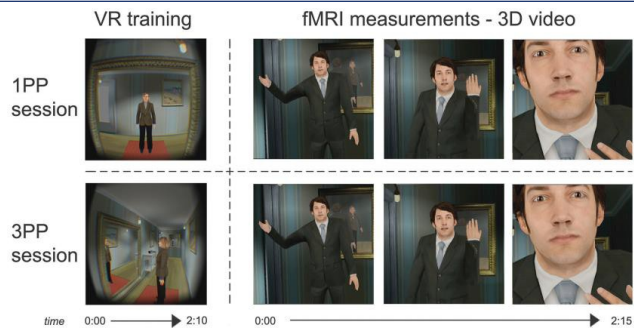 VR training
fMRI measurements - 3D video
1PP
session
3PP
session
time 0:00 2:10 0:00 2:15